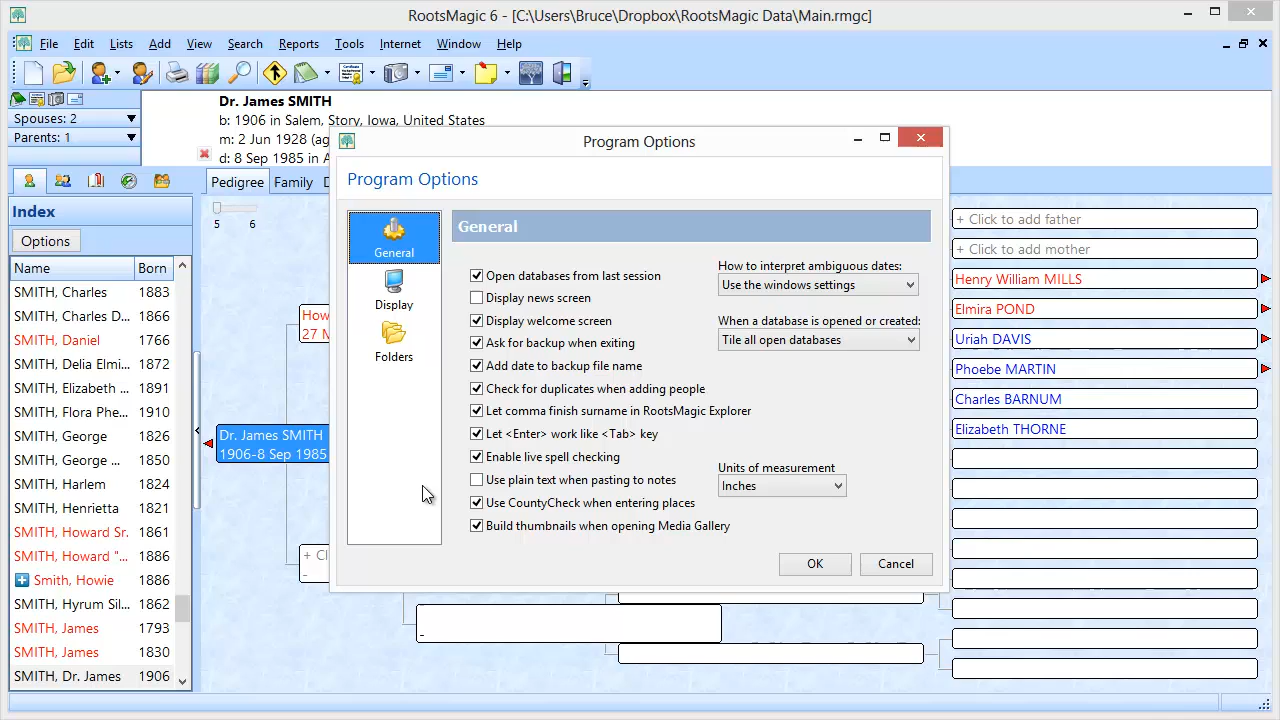 RootsMagic 6 - [C:\Users\Bruce\Dropbox\RootsMagic Data\Main.rmgc]
File Edit Lists Add View Search Reports Tools Internet Window Help
Spouses: 2
Parents: 1
Dr. James SMITH
b: 1906 in Salem, Story, Iowa, United States
m: 2 Jun 1928 (ag
d: 8 Sep 1985 in A
Pedigree Family D
5 6
Index
Options
Name Born
SMITH, Charles 1883
SMITH, Charles D... 1866
SMITH, Daniel 1766
SMITH, Delia Elmi... 1872
SMITH, Elizabeth ... 1891
SMITH, Flora Phe... 1910
SMITH, George 1826
SMITH, George ... 1850
SMITH, Harlem 1824
SMITH, Henrietta 1821
SMITH, Howard Sr. 1861
SMITH, Howard "... 1886
Smith, Howie 1886
SMITH, Hyrum Sil... 1862
SMITH, James 1793
SMITH, James 1830
SMITH, Dr. James 1906
How
27 M
Dr. James SMITH
1906-8 Sep 1985
+ Cl
-
-
Program Options
Program Options
General
Display
Folders
General
Open databases from last session
Display news screen
Display welcome screen
Ask for backup when exiting
Add date to backup file name
Check for duplicates when adding people
Let comma finish surname in RootsMagic Explorer
Let <Enter> work like <Tab> key
Enable live spell checking
Use plain text when pasting to notes
Use CountyCheck when entering places
Build thumbnails when opening Media Gallery
How to interpret ambiguous dates:
Use the windows settings
When a database is opened or created:
Tile all open databases
Units of measurement
Inches
OK Cancel
+ Click to add father
+ Click to add mother
Henry William MILLS
Elmira POND
Uriah DAVIS
Phoebe MARTIN
Charles BARNUM
Elizabeth THORNE